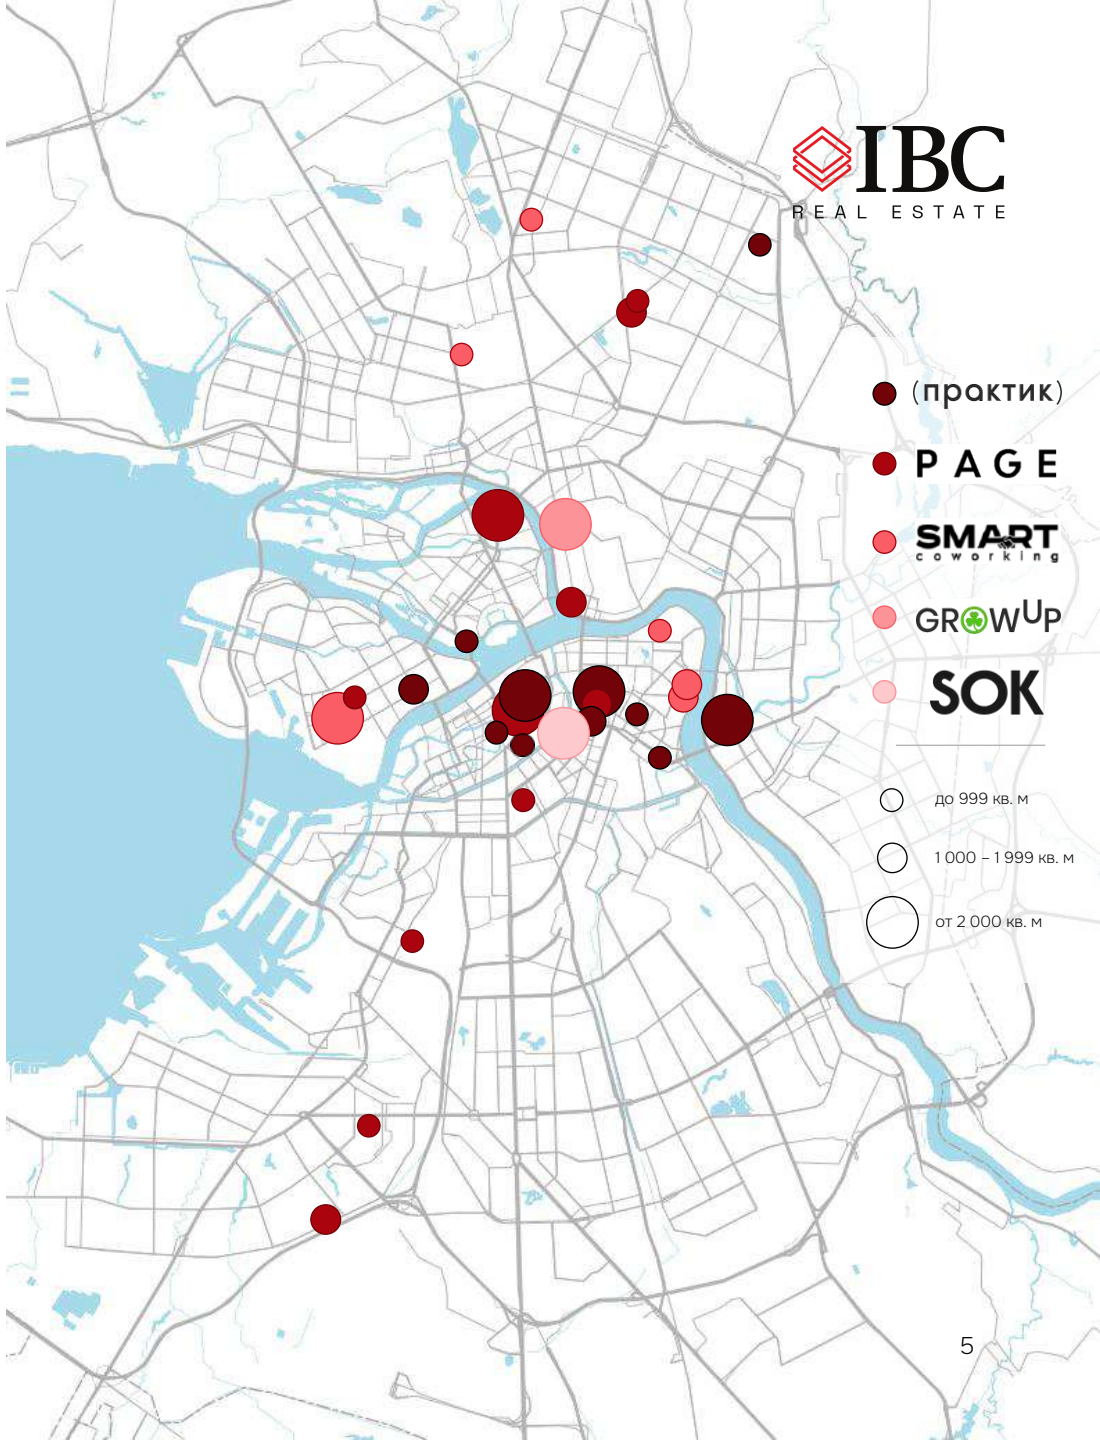 IBC
REAL ESTATE
(практик)
PAGE
SMART
coworking
GROWUP
SOK
до 999 кв. м
1 000 – 1 999 кв. м
от 2 000 кв. м
5